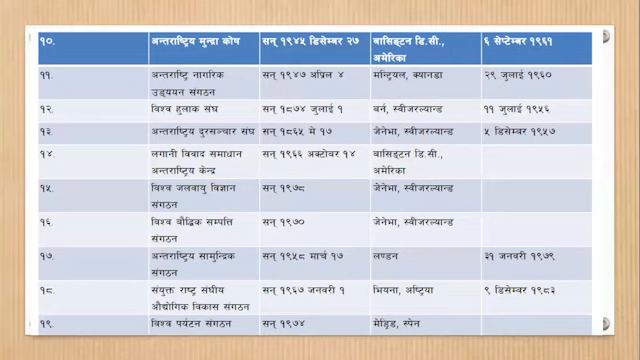 १०. अन्तराष्ट्रिय मुन्द्रा कोष सन् १९४५ डिसेम्बर २७ वासिङ्टन डि.सी., ६ सेप्टेम्बर १९६१
अमेरिका
११. अन्तराष्ट्रि नागरिक सन् १९४७ अप्रिल ४ मन्ट्रियल, क्यानडा २९ जुलाई १९६०
उड्ययन संगठन
१२. विश्व हुलाक संघ सन् १८७४ जुलाई १ बर्न, स्वीजरल्यान्ड ११ जुलाई १९५६
१३. अन्तराष्ट्रिय दुरसञ्चार संघ सन् १८६५ मे १७ जेनेभा, स्वीजरल्यान्ड ५ डिसेम्बर १९५७
१४. लगानी विवाद समाधान सन् १९६६ अक्टोबर १४ वासिङ्टन डि.सी.,
अन्तराष्ट्रिय केन्द्र अमेरिका
१५. विश्व जलवायु विज्ञान सन् १९७८ जेनेभा, स्वीजरल्यान्ड
संगठन
१६. विश्व बौद्धिक सम्पत्ति सन् १९७० जेनेभा, स्वीजरल्यान्ड
संगठन
१७. अन्तराष्ट्रिय सामुन्द्रिक सन् १९५८ मार्च १७ लण्डन ३१ जनवरी १९७९
संगठन
१८. संयुक्त राष्ट्र संघीय सन् १९६७ जनवरी १ भियना, अष्ट्रिया ९ डिसेम्बर १९८३
औद्योगिक विकास संगठन
१९. विश्व पर्यटन संगठन सन् १९७४ मेड्रिड, स्पेन